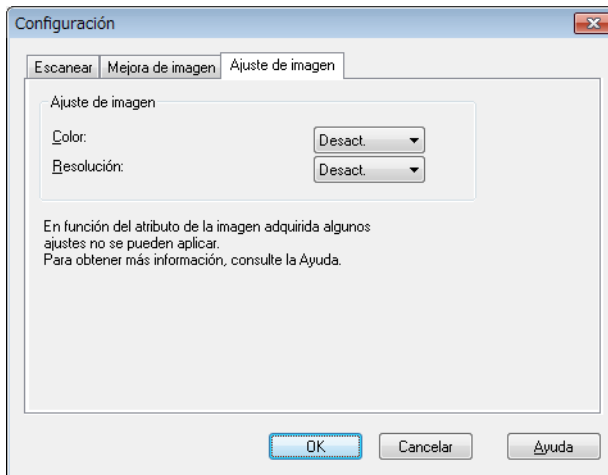 Configuración
Escanear Mejora de imagen Ajuste de imagen
Ajuste de imagen
Color: Desact.
Resolución: Desact.
En función del atributo de la imagen adquirida algunos
ajustes no se pueden aplicar.
Para obtener más información, consulte la Ayuda.
OK Cancelar Ayuda